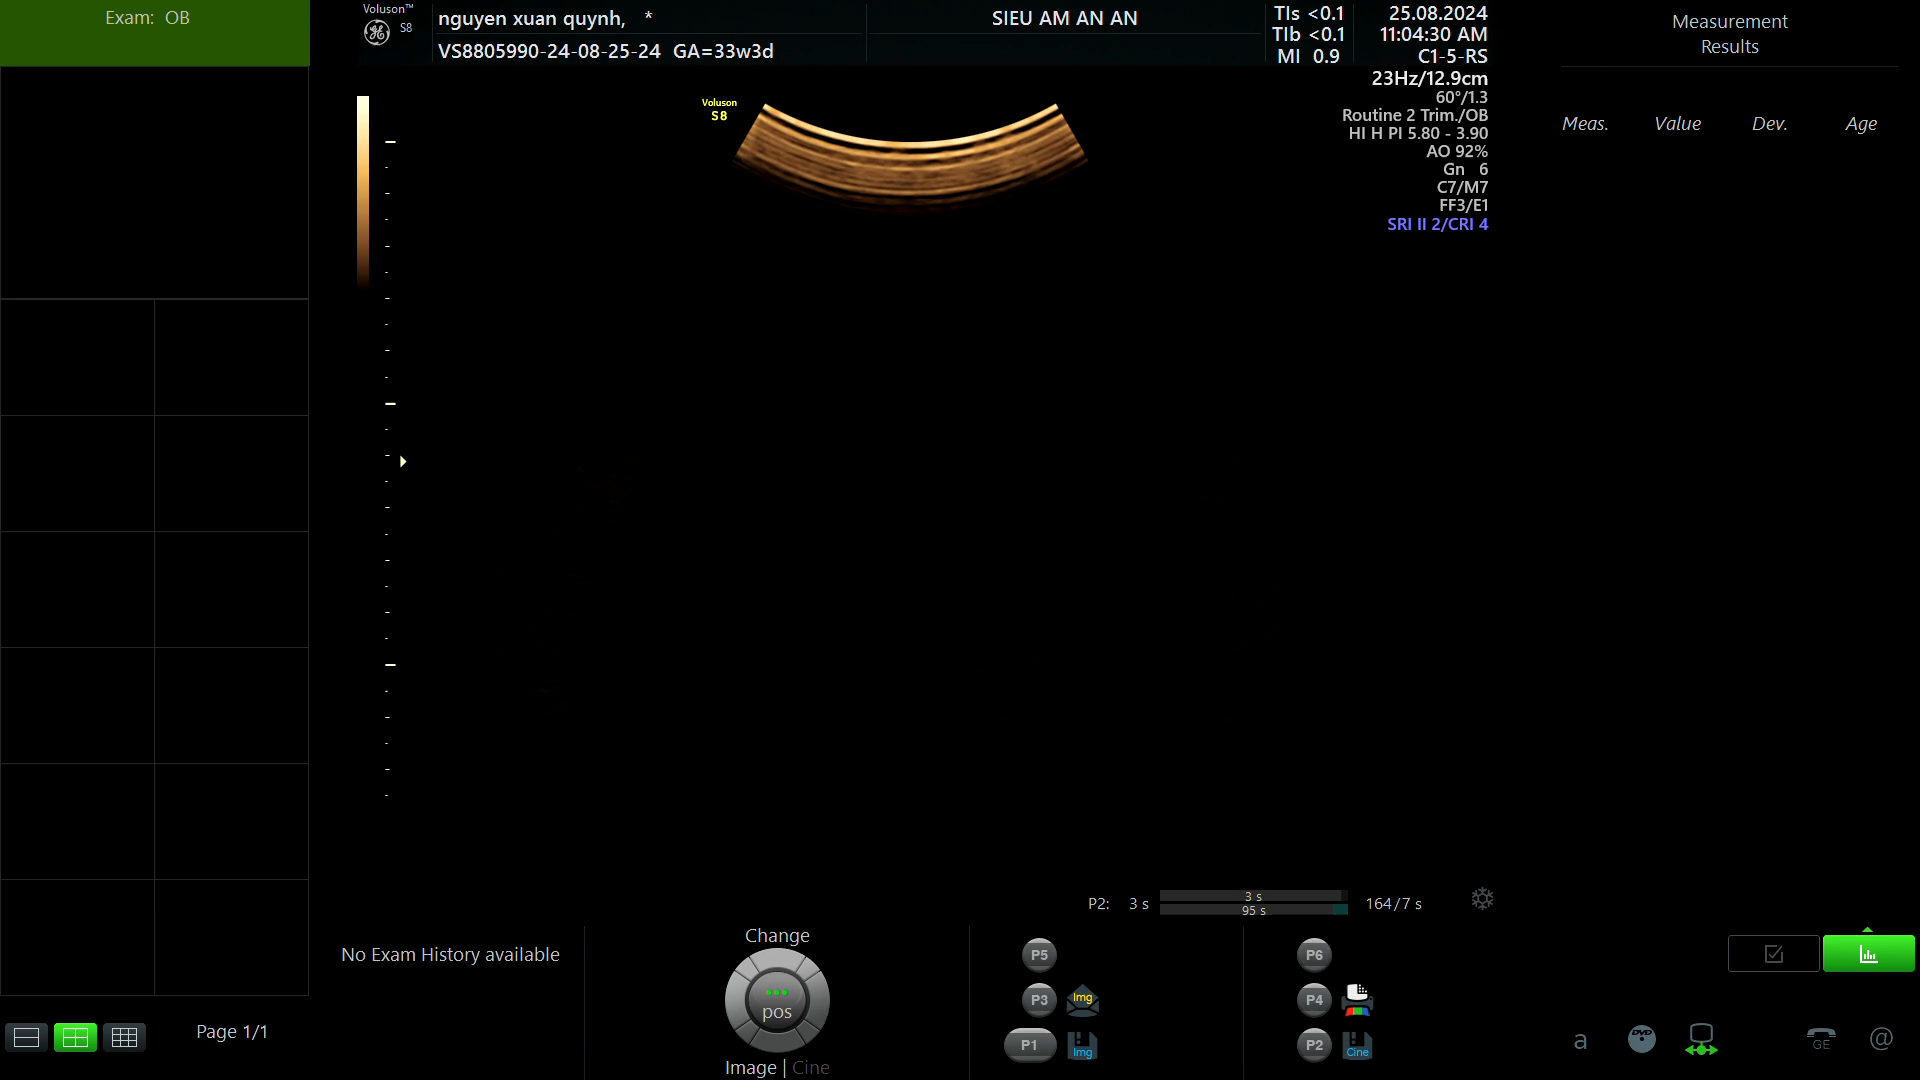 Exam: OB
Voluson™
S8
nguyen xuan quynh, *
VS8805990-24-08-25-24 GA=33w3d
SIEU AM AN AN
TIs <0.1
TIb <0.1
MI 0.9
25.08.2024
11:04:30 AM
C1-5-RS
23Hz/12.9cm
60°/1.3
Routine 2 Trim./OB
HI H PI 5.80 - 3.90
AO 92%
Gn 6
C7/M7
FF3/E1
SRI II 2/CRI 4
Voluson
S8
Measurement
Results
Meas. Value Dev. Age
P2: 3 s
3 s
95 s
164/7 s
No Exam History available
Change
pos
Image | Cine
P5
P3 Img
P1 Img
P6
P4
P2 Cine
Page 1/1
a
DVD
GE
@